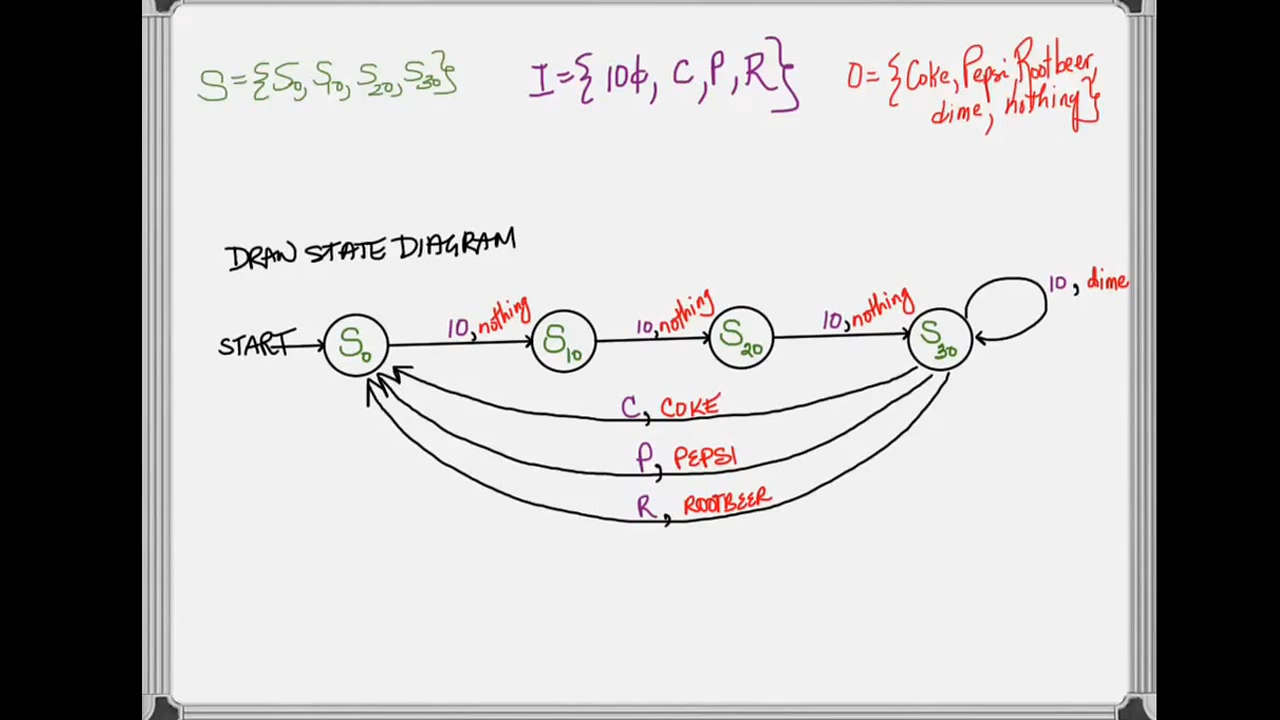 S={S0, S10, S20, S30} I={10¢, C, P, R} O={Coke, Pepsi, Rootbeer,
dime, nothing}
DRAW STATE DIAGRAM
10, dime
START S0 10, nothing S10 10, nothing S20 10, nothing S30
C, COKE
P, PEPSI
R, ROOTBEER